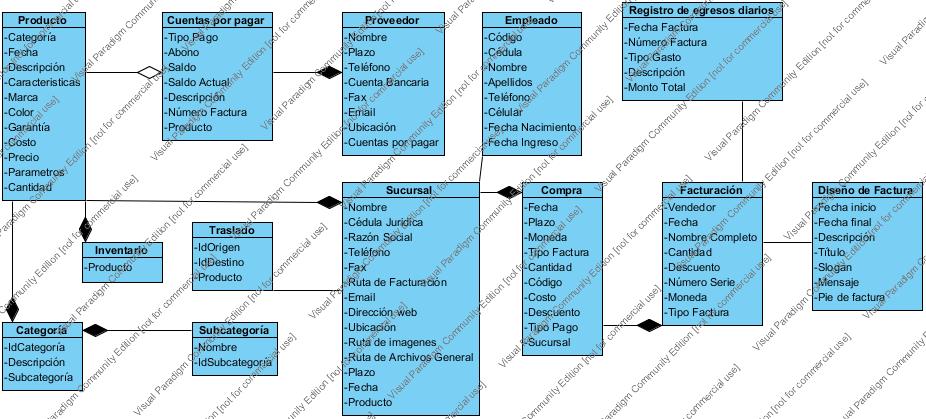 Producto
-Categoría
-Fecha
-Descripción
-Caracteristicas
-Marca
-Color
-Garantía
-Costo
-Precio
-Parametros
-Cantidad
Cuentas por pagar
-Tipo Pago
-Abono
-Saldo
-Saldo Actual
-Descripción
-Número Factura
-Producto
Proveedor
-Nombre
-Plazo
-Teléfono
-Cuenta Bancaria
-Fax
-Email
-Ubicación
-Cuentas por pagar
Empleado
-Código
-Cédula
-Nombre
-Apellidos
-Teléfono
-Célular
-Fecha Nacimiento
-Fecha Ingreso
Registro de egresos diarios
-Fecha Factura
-Número Factura
-Tipo Gasto
-Descripción
-Monto Total
Inventario
-Producto
Traslado
-IdOrigen
-IdDestino
-Producto
Sucursal
-Nombre
-Cédula Juridica
-Razón Social
-Teléfono
-Fax
-Ruta de Facturación
-Email
-Dirección web
-Ubicación
-Ruta de imagenes
-Ruta de Archivos General
-Plazo
-Fecha
-Producto
Compra
-Fecha
-Plazo
-Moneda
-Tipo Factura
-Cantidad
-Código
-Costo
-Descuento
-Tipo Pago
-Sucursal
Facturación
-Vendedor
-Fecha
-Nombre Completo
-Cantidad
-Descuento
-Número Serie
-Moneda
-Tipo Factura
Diseño de Factura
-Fecha inicio
-Fecha final
-Descripción
-Título
-Slogan
-Mensaje
-Pie de factura
Categoría
-IdCategoría
-Descripción
-Subcategoría
Subcategoría
-Nombre
-IdSubcategoría
Visual Paradigm Community Edition [not for commercial use]